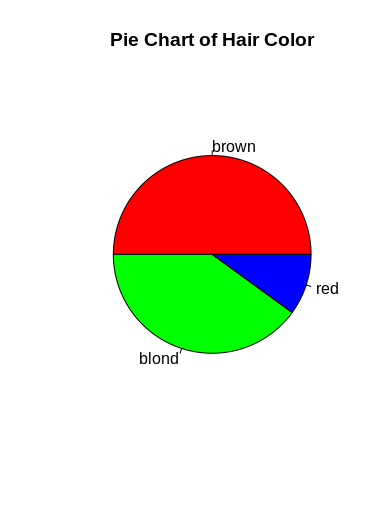 Pie Chart of Hair Color
brown
red
blond